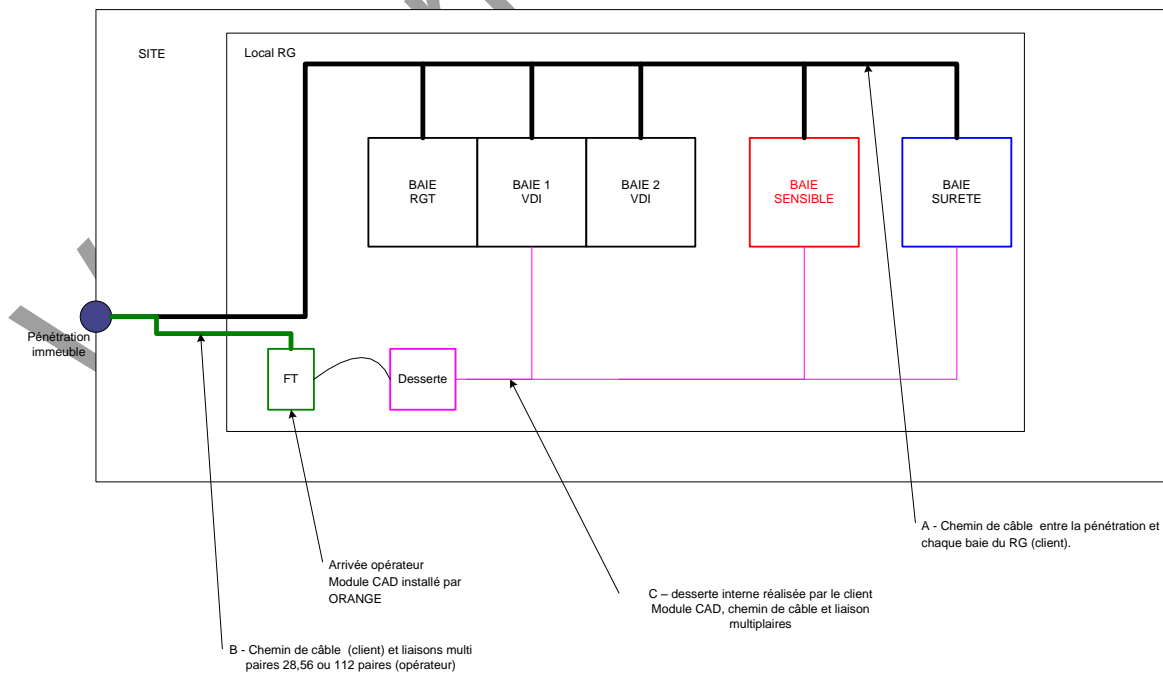 SITE
Local RG
BAIE
RGT
BAIE 1
VDI
BAIE 2
VDI
BAIE
SENSIBLE
BAIE
SURETE
Pénétration
immeuble
FT
Desserte
A - Chemin de câble entre la pénétration et
chaque baie du RG (client).
Arrivée opérateur
Module CAD installé par
ORANGE
C – desserte interne réalisée par le client
Module CAD, chemin de câble et liaison
multiplaires
B - Chemin de câble (client) et liaisons multi
paires 28,56 ou 112 paires (opérateur)